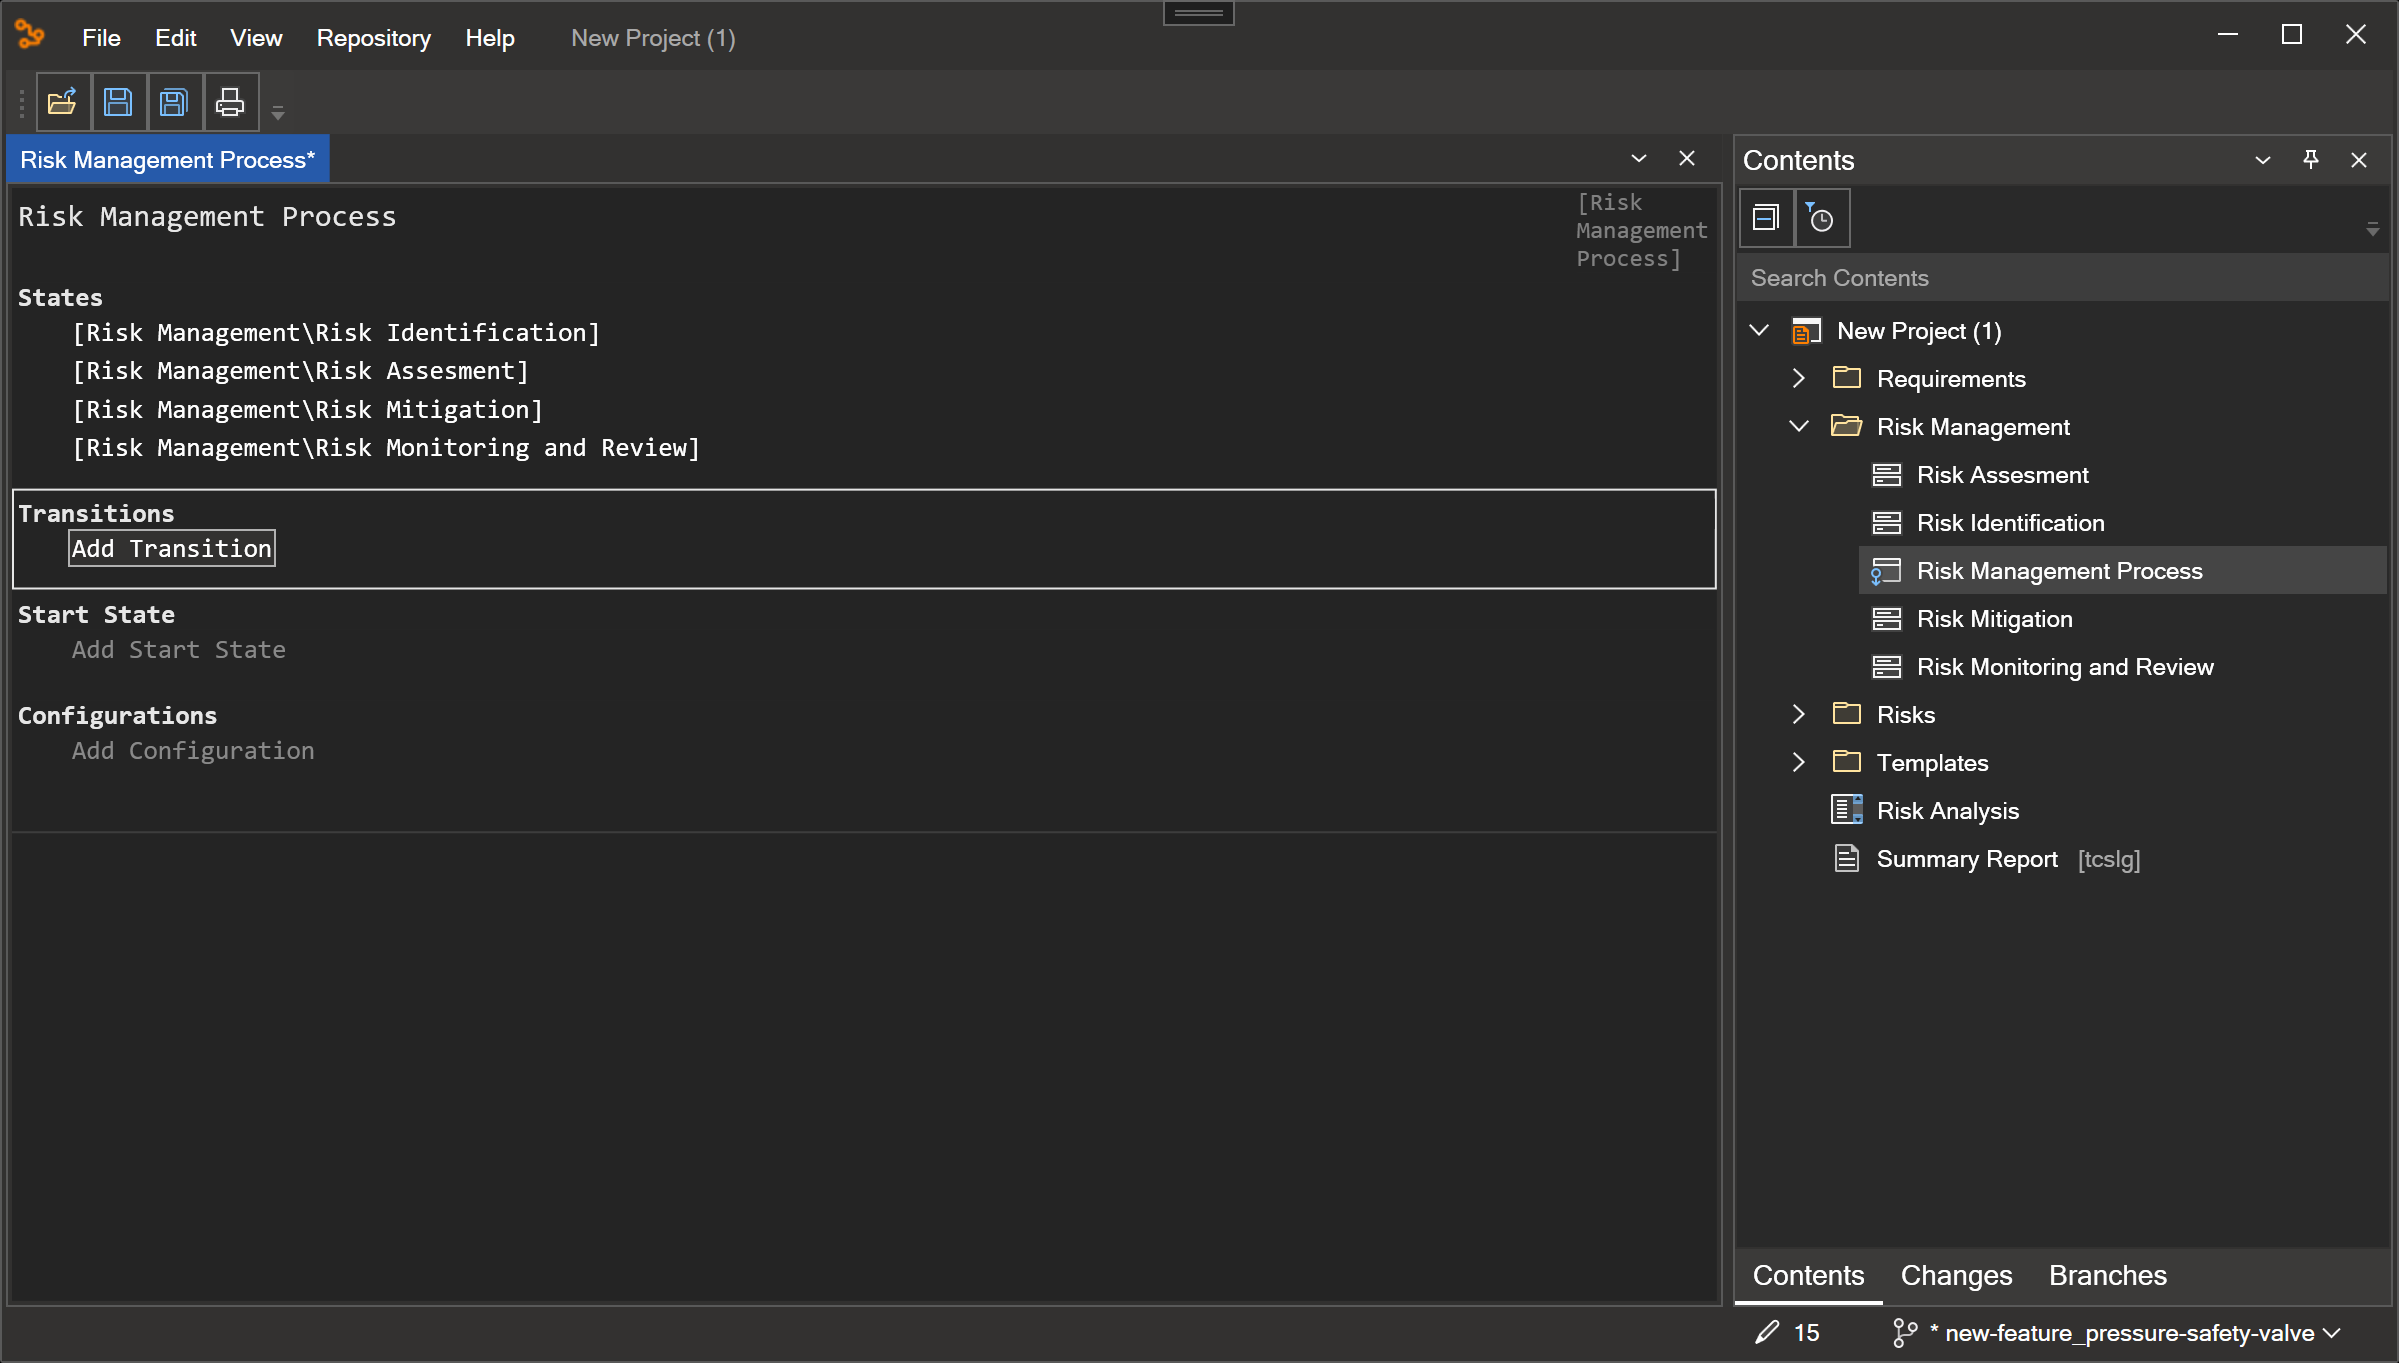 File Edit View Repository Help New Project (1)
Risk Management Process*
Risk Management Process
[Risk
Management
Process]
States
[Risk Management\Risk Identification]
[Risk Management\Risk Assesment]
[Risk Management\Risk Mitigation]
[Risk Management\Risk Monitoring and Review]
Transitions
Add Transition
Start State
Add Start State
Configurations
Add Configuration
Contents
Search Contents
New Project (1)
Requirements
Risk Management
Risk Assesment
Risk Identification
Risk Management Process
Risk Mitigation
Risk Monitoring and Review
Risks
Templates
Risk Analysis
Summary Report [tcslg]
Contents Changes Branches
15 * new-feature_pressure-safety-valve